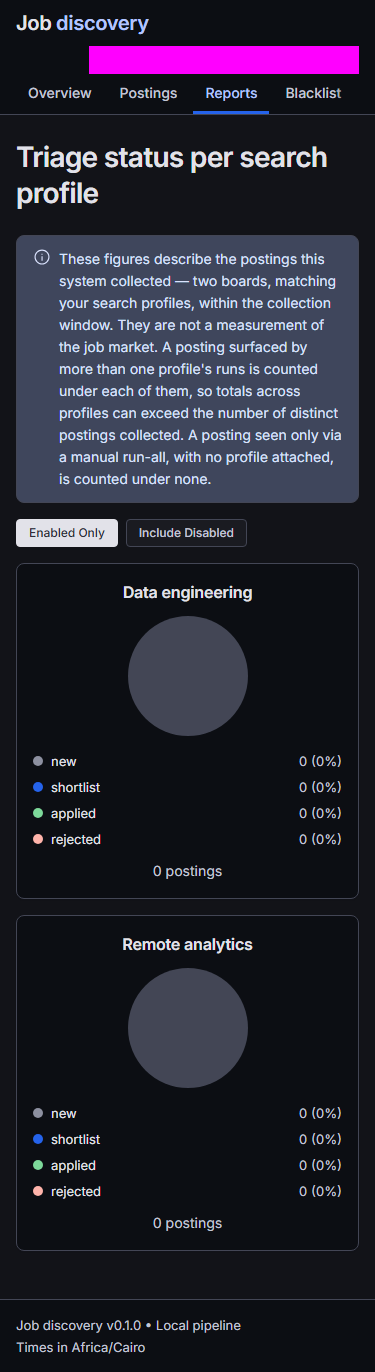 Job discovery
Overview
Postings
Reports
Blacklist
Triage status per search
profile
These figures describe the postings this
system collected — two boards, matching
your search profiles, within the collection
window. They are not a measurement of
the job market. A posting surfaced by
more than one profile's runs is counted
under each of them, so totals across
profiles can exceed the number of distinct
postings collected. A posting seen only via
a manual run-all, with no profile attached,
is counted under none.
Enabled Only
Include Disabled
Data engineering
new 0 (0%)
shortlist 0 (0%)
applied 0 (0%)
rejected 0 (0%)
0 postings
Remote analytics
new 0 (0%)
shortlist 0 (0%)
applied 0 (0%)
rejected 0 (0%)
0 postings
Job discovery v0.1.0 • Local pipeline
Times in Africa/Cairo